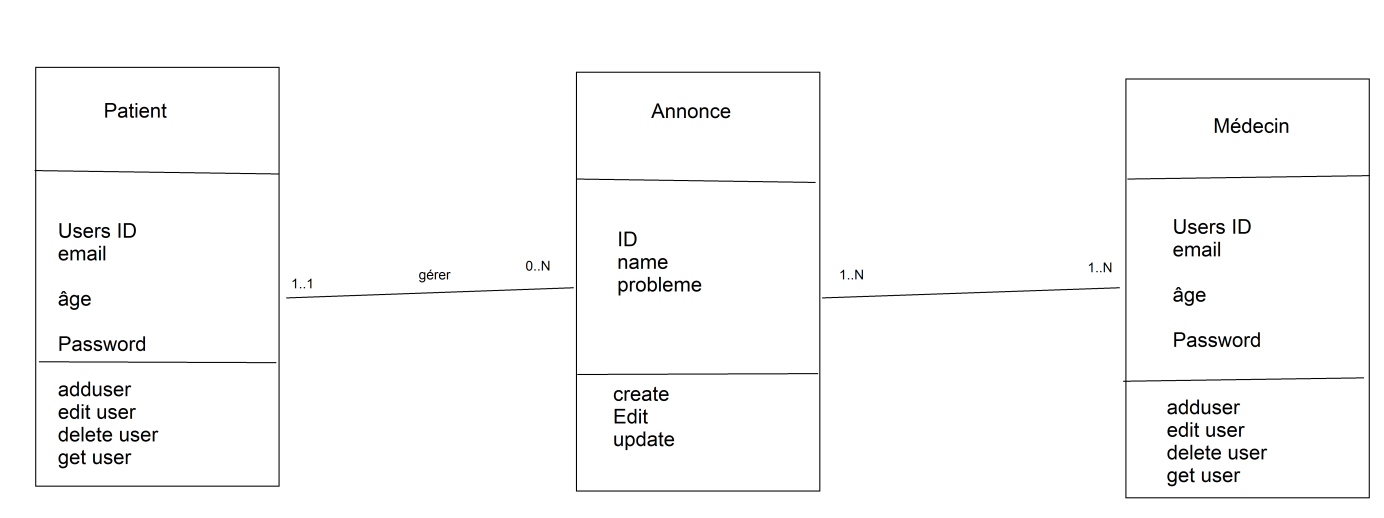 Patient
Users ID
email
âge
Password
adduser
edit user
delete user
get user
1..1
gérer
0..N
Annonce
ID
name
probleme
create
Edit
update
1..N
1..N
Médecin
Users ID
email
âge
Password
adduser
edit user
delete user
get user